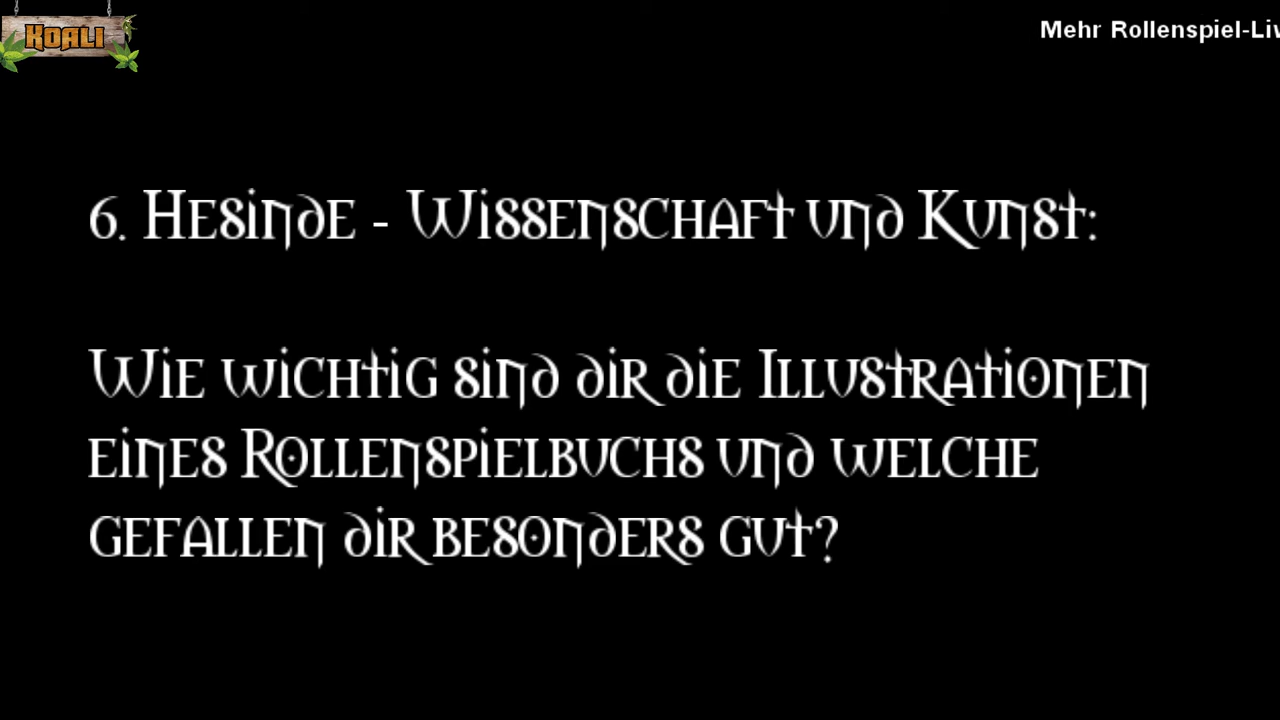 KOALI
Mehr Rollenspiel-Liv
6. Hesinde - Wissenschaft und Kunst:
Wie wichtig sind dir die Illustrationen
eines Rollenspielbuchs und welche
gefallen dir besonders gut?